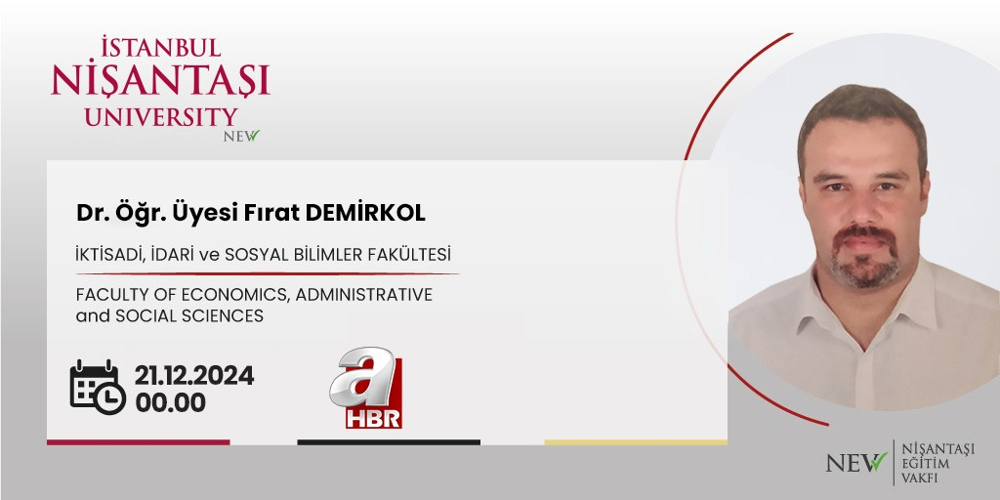 İSTANBUL
NİŞANTAŞI
UNIVERSITY
NEW
Dr. Öğr. Üyesi Fırat DEMİRKOL
İKTİSADİ, İDARİ ve SOSYAL BİLİMLER FAKÜLTESİ
FACULTY OF ECONOMICS, ADMINISTRATIVE
and SOCIAL SCIENCES
21.12.2024
00.00
a
HBR
NEW
NİŞANTAŞI
EĞİTİM
VAKFI